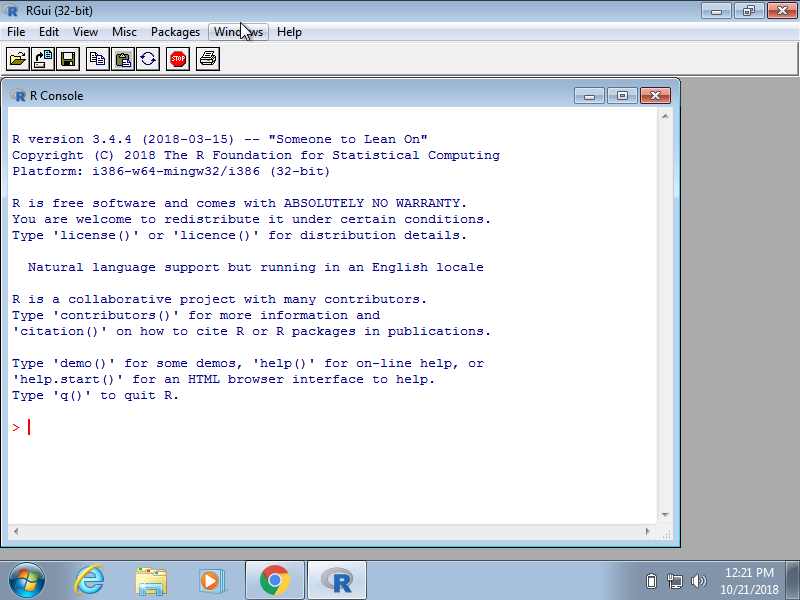 RGui (32-bit)
File Edit View Misc Packages Windows Help
STOP
R Console
R version 3.4.4 (2018-03-15) -- "Someone to Lean On"
Copyright (C) 2018 The R Foundation for Statistical Computing
Platform: i386-w64-mingw32/i386 (32-bit)
R is free software and comes with ABSOLUTELY NO WARRANTY.
You are welcome to redistribute it under certain conditions.
Type 'license()' or 'licence()' for distribution details.
Natural language support but running in an English locale
R is a collaborative project with many contributors.
Type 'contributors()' for more information and
'citation()' on how to cite R or R packages in publications.
Type 'demo()' for some demos, 'help()' for on-line help, or
'help.start()' for an HTML browser interface to help.
Type 'q()' to quit R.
>
R
12:21 PM
10/21/2018